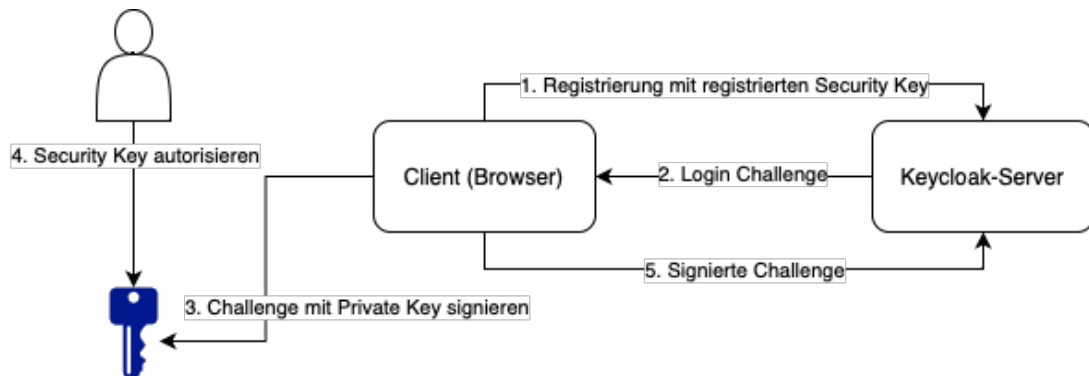 1. Registrierung mit registrierten Security Key
4. Security Key autorisieren
Client (Browser)
2. Login Challenge
Keycloak-Server
5. Signierte Challenge
3. Challenge mit Private Key signieren